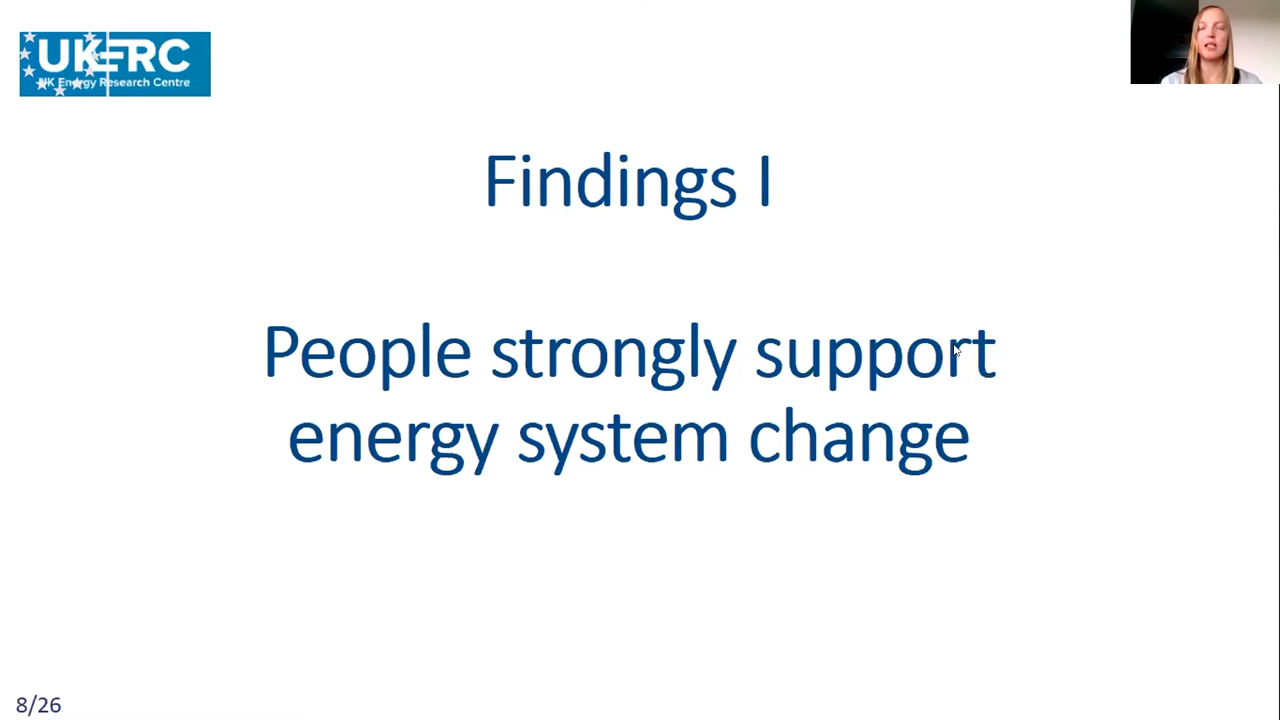 UKERC
UK Energy Research Centre
Findings I
People strongly support
energy system change
8/26